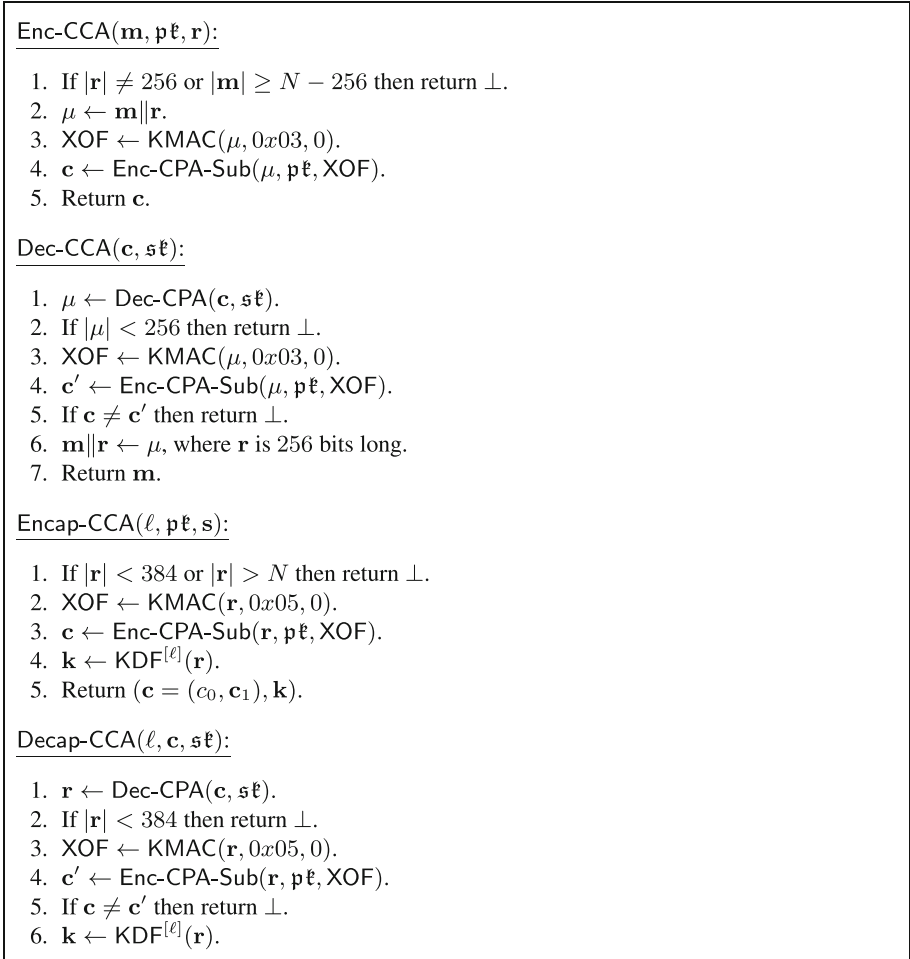 Enc-CCA(m, 𝔭𝔨, r):
1. If |r| ≠ 256 or |m| ≥ N − 256 then return ⊥.
2. μ ← m‖r.
3. XOF ← KMAC(μ, 0x03, 0).
4. c ← Enc-CPA-Sub(μ, 𝔭𝔨, XOF).
5. Return c.
Dec-CCA(c, 𝔰𝔨):
1. μ ← Dec-CPA(c, 𝔰𝔨).
2. If |μ| < 256 then return ⊥.
3. XOF ← KMAC(μ, 0x03, 0).
4. c′ ← Enc-CPA-Sub(μ, 𝔭𝔨, XOF).
5. If c ≠ c′ then return ⊥.
6. m‖r ← μ, where r is 256 bits long.
7. Return m.
Encap-CCA(ℓ, 𝔭𝔨, s):
1. If |r| < 384 or |r| > N then return ⊥.
2. XOF ← KMAC(r, 0x05, 0).
3. c ← Enc-CPA-Sub(r, 𝔭𝔨, XOF).
4. k ← KDF^[ℓ](r).
5. Return (c = (c₀, c₁), k).
Decap-CCA(ℓ, c, 𝔰𝔨):
1. r ← Dec-CPA(c, 𝔰𝔨).
2. If |r| < 384 then return ⊥.
3. XOF ← KMAC(r, 0x05, 0).
4. c′ ← Enc-CPA-Sub(r, 𝔭𝔨, XOF).
5. If c ≠ c′ then return ⊥.
6. k ← KDF^[ℓ](r).